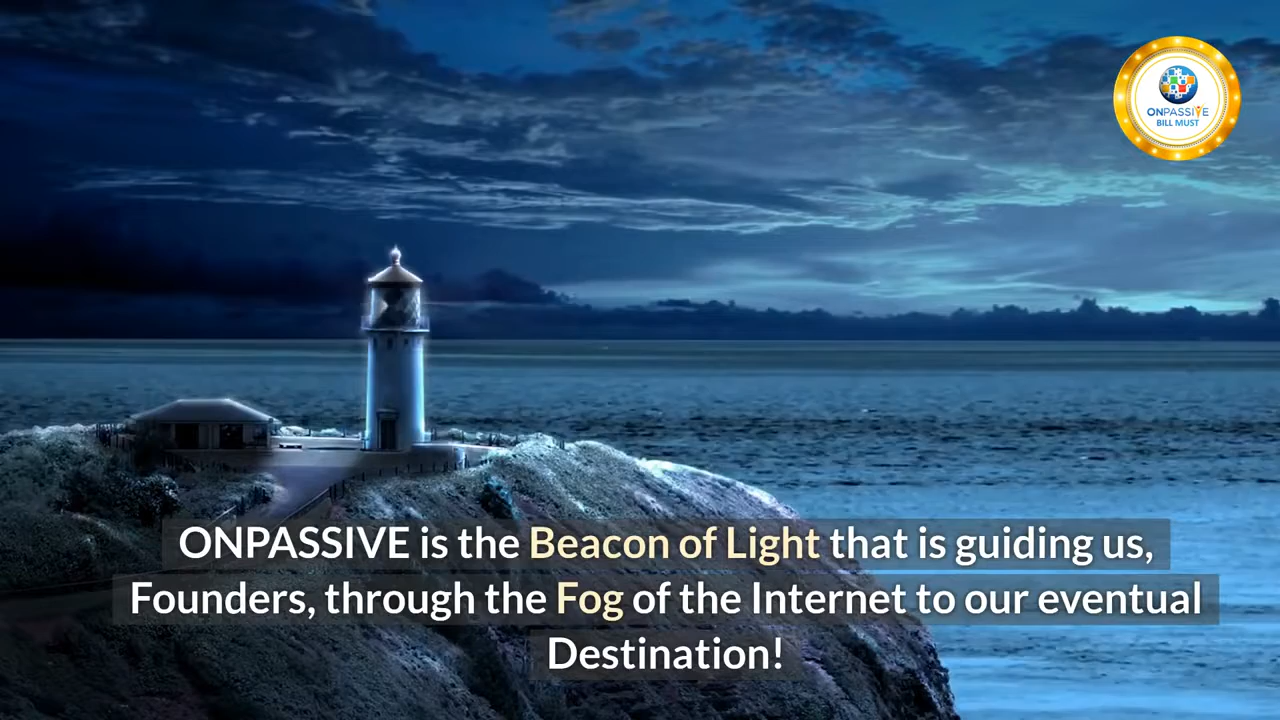 ONPASSIVE
BILL MUST
ONPASSIVE is the Beacon of Light that is guiding us,
Founders, through the Fog of the Internet to our eventual
Destination!